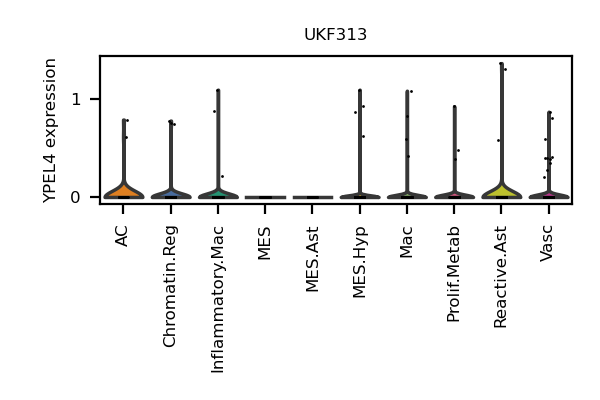 UKF313
YPEL4 expression
1
0
AC
Chromatin.Reg
Inflammatory.Mac
MES
MES.Ast
MES.Hyp
Mac
Prolif.Metab
Reactive.Ast
Vasc